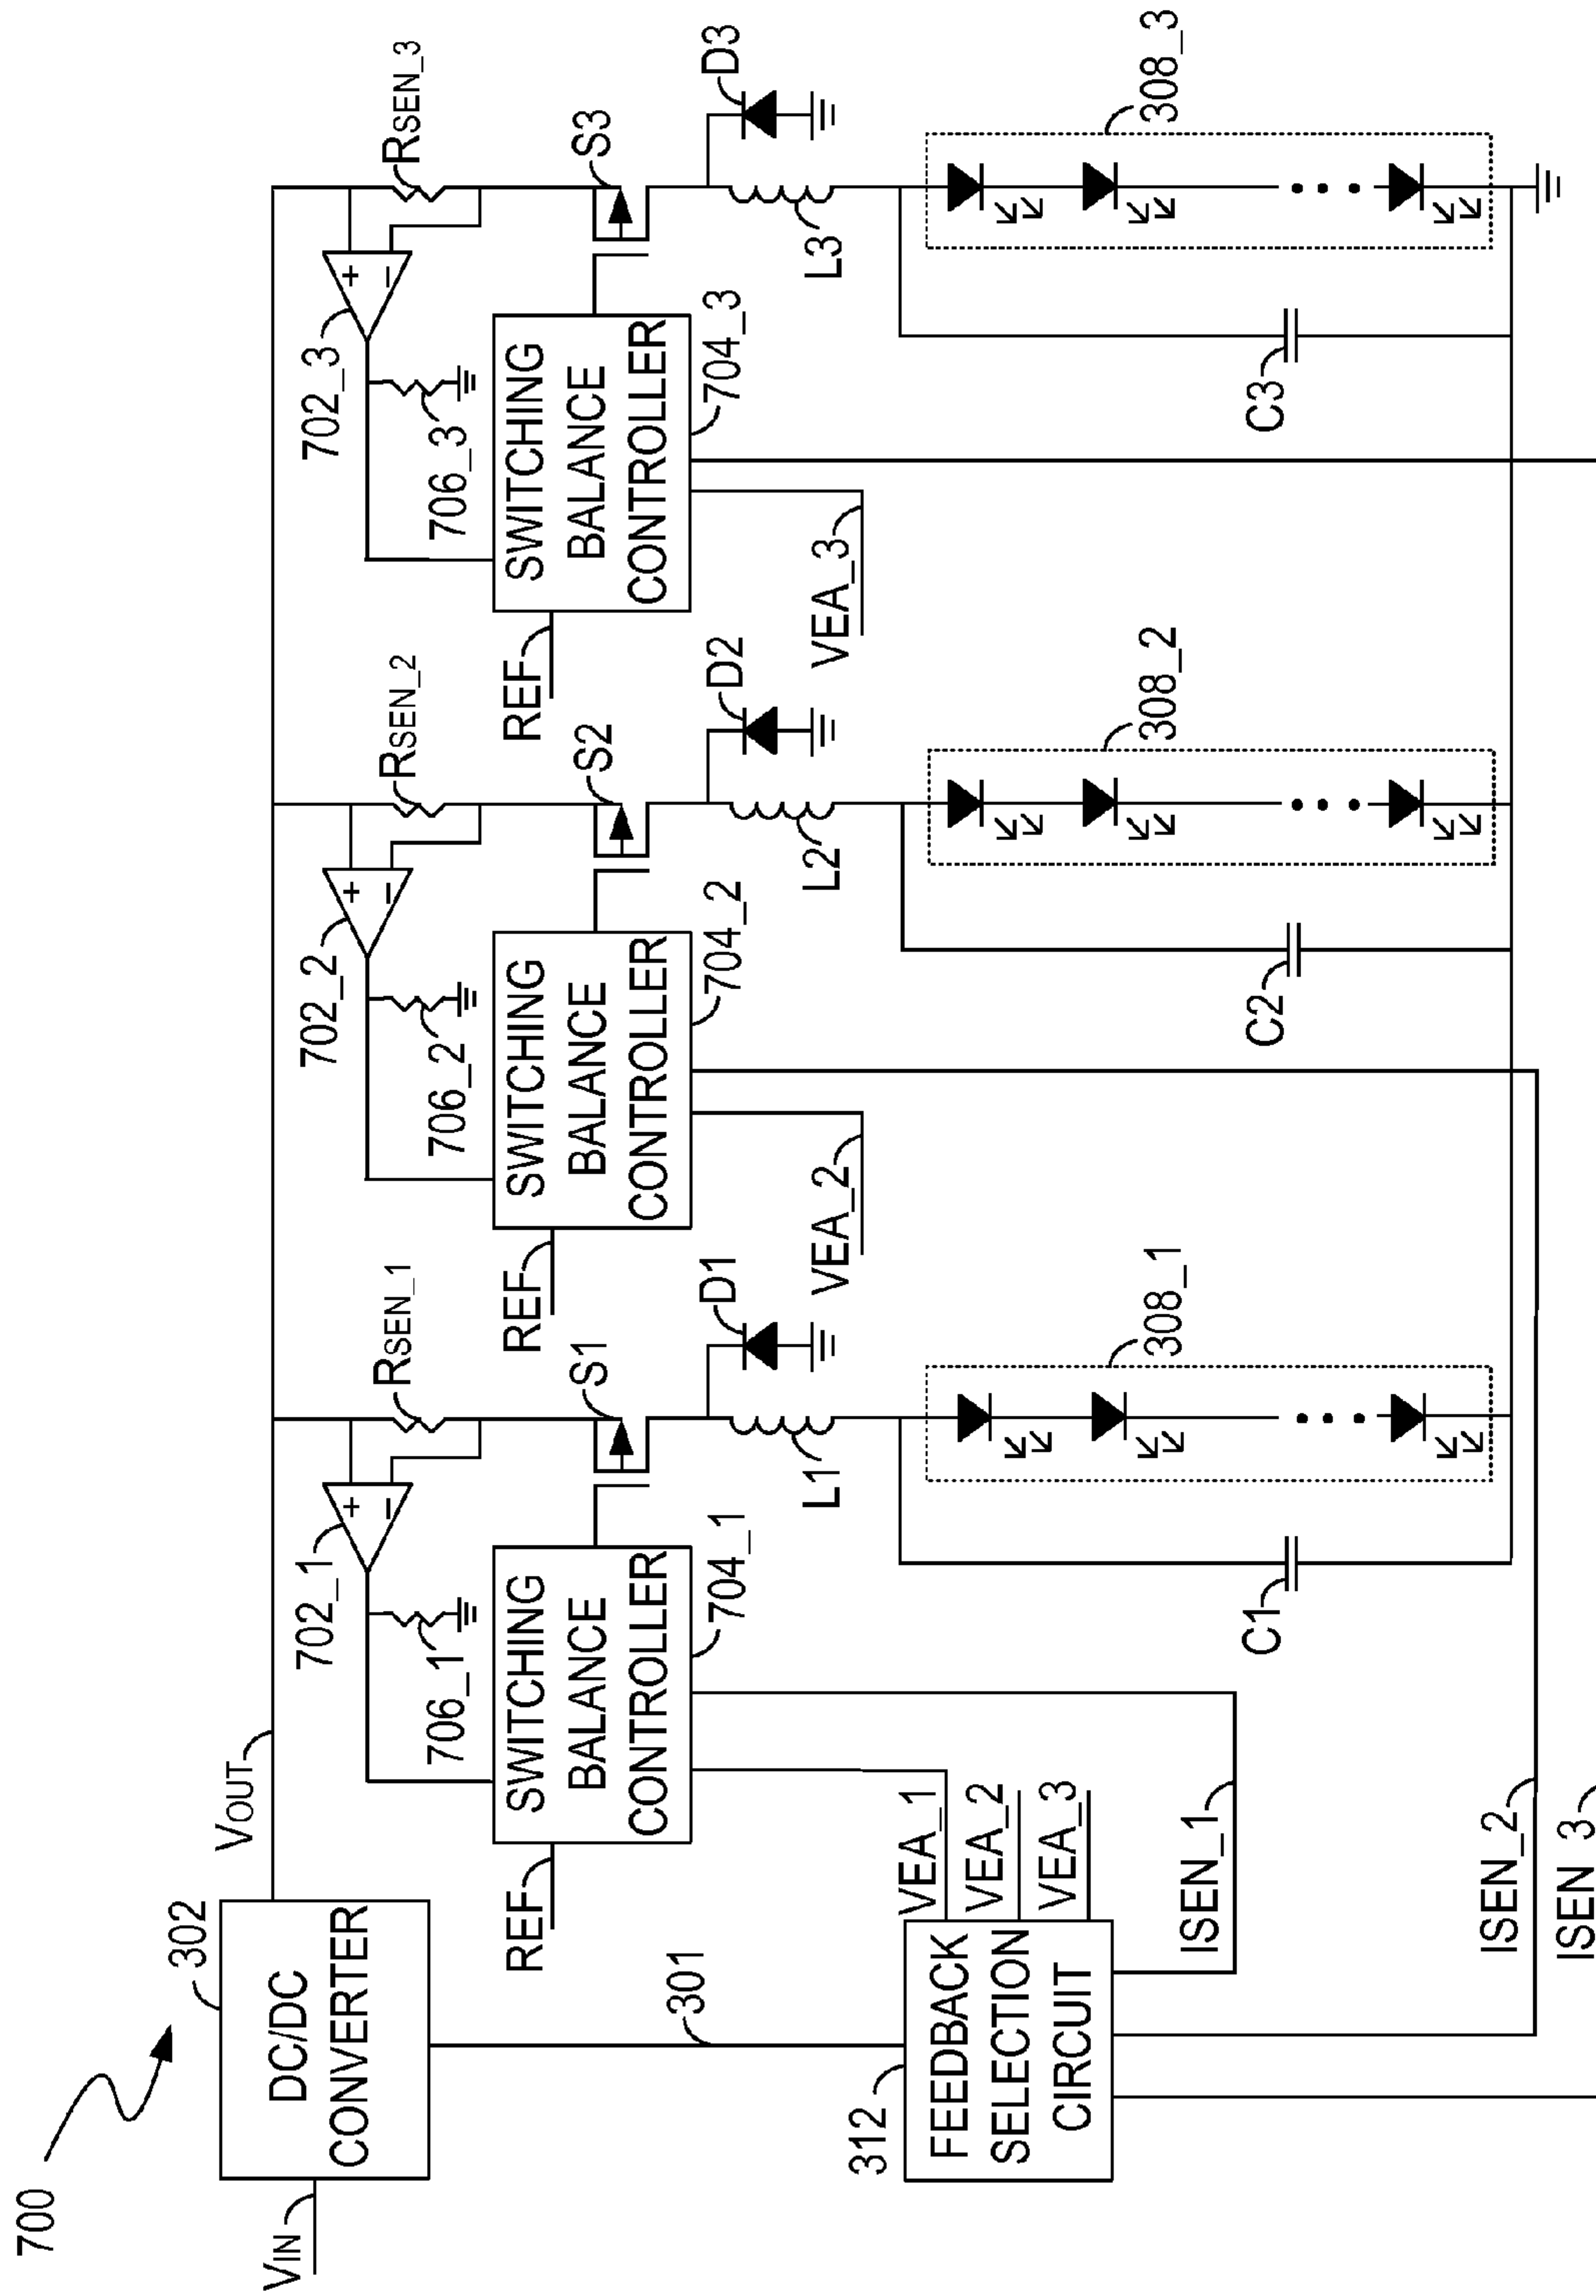 700
VIN
302
DC/DC
CONVERTER
VOUT
301
312
FEEDBACK
SELECTION
CIRCUIT
VEA_1
VEA_2
VEA_3
ISEN_1
ISEN_2
ISEN_3
702_1
RSEN_1
706_1
REF
SWITCHING
BALANCE
CONTROLLER
704_1
S1
D1
L1
308_1
C1
702_2
RSEN_2
706_2
REF
SWITCHING
BALANCE
CONTROLLER
704_2
S2
D2
VEA_2
L2
308_2
C2
702_3
RSEN_3
706_3
REF
SWITCHING
BALANCE
CONTROLLER
704_3
S3
D3
VEA_3
L3
308_3
C3